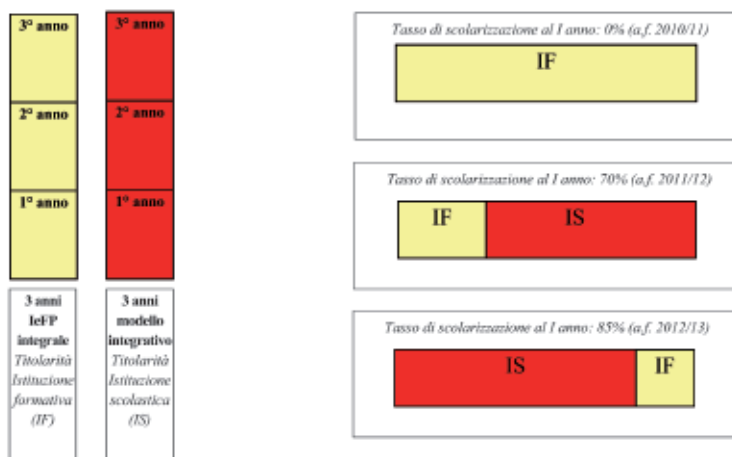 3° anno
2° anno
1° anno
3 anni
IeFP
integrale
Titolarità
Istituzione
formativa
(IF)
3° anno
2° anno
1° anno
3 anni
modello
integrativo
Titolarità
Istituzione
scolastica
(IS)
Tasso di scolarizzazione al I anno: 0% (a.f. 2010/11)
IF
Tasso di scolarizzazione al I anno: 70% (a.f. 2011/12)
IF IS
Tasso di scolarizzazione al I anno: 85% (a.f. 2012/13)
IS IF